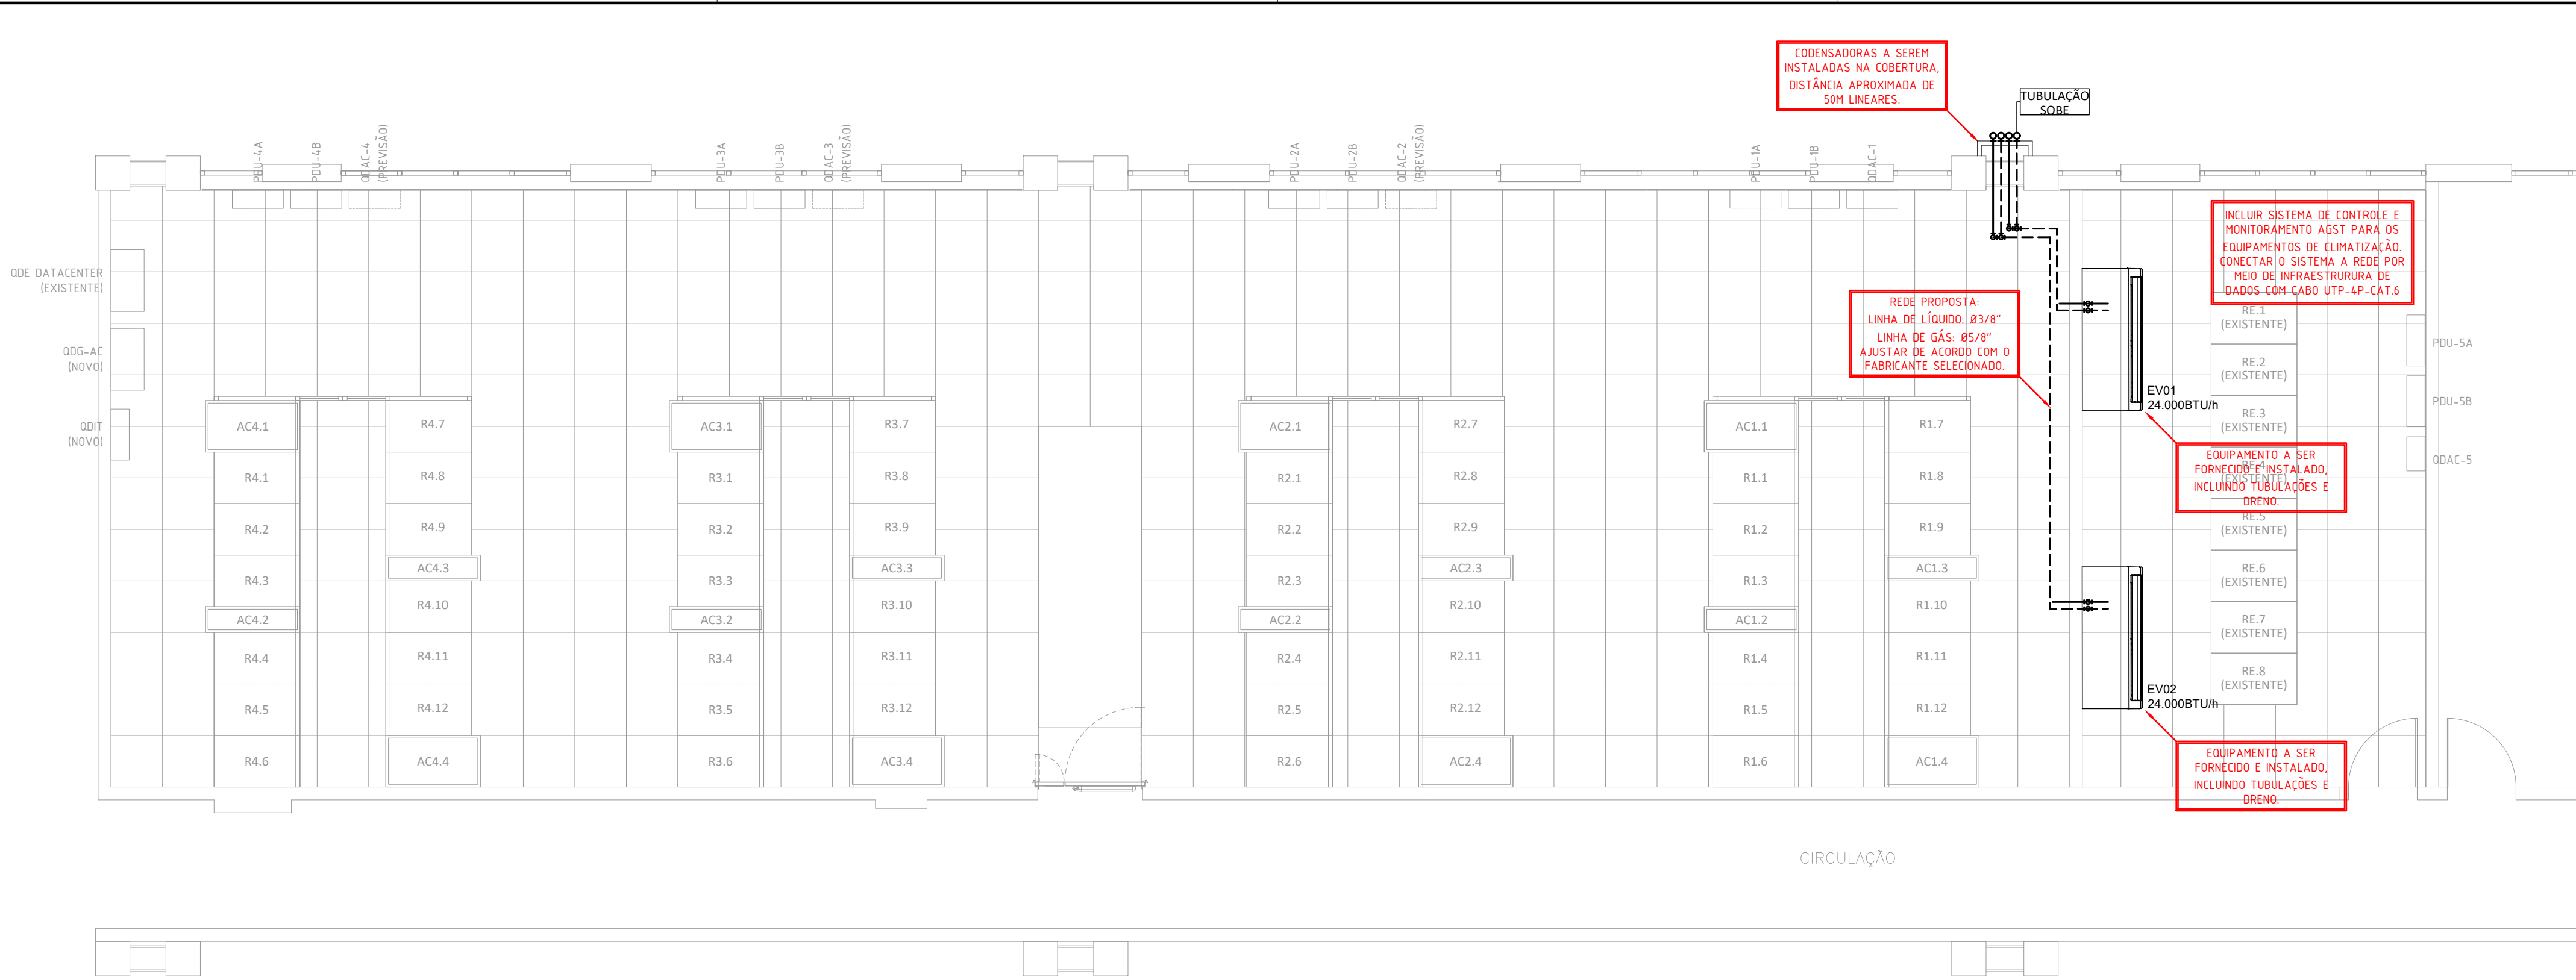 CODENSADORAS A SEREM
INSTALADAS NA COBERTURA,
DISTÂNCIA APROXIMADA DE
50M LINEARES.
TUBULAÇÃO
SOBE
PDU-4A
PDU-4B
QDAC-4
(PREVISÃO)
PDU-3A
PDU-3B
QDAC-3
(PREVISÃO)
PDU-2A
PDU-2B
QDAC-2
(PREVISÃO)
PDU-1A
PDU-1B
QDAC-1
INCLUIR SISTEMA DE CONTROLE E
MONITORAMENTO AGST PARA OS
EQUIPAMENTOS DE CLIMATIZAÇÃO.
CONECTAR O SISTEMA A REDE POR
MEIO DE INFRAESTRURURA DE
DADOS COM CABO UTP-4P-CAT.6
QDE DATACENTER
(EXISTENTE)
QDG-AC
(NOVO)
QDIT
(NOVO)
REDE PROPOSTA:
LINHA DE LÍQUIDO: Ø3/8"
LINHA DE GÁS: Ø5/8"
AJUSTAR DE ACORDO COM O
FABRICANTE SELECIONADO.
AC4.1
R4.1
R4.2
R4.3
AC4.2
R4.4
R4.5
R4.6
R4.7
R4.8
R4.9
AC4.3
R4.10
R4.11
R4.12
AC4.4
AC3.1
R3.1
R3.2
R3.3
AC3.2
R3.4
R3.5
R3.6
R3.7
R3.8
R3.9
AC3.3
R3.10
R3.11
R3.12
AC3.4
AC2.1
R2.1
R2.2
R2.3
AC2.2
R2.4
R2.5
R2.6
R2.7
R2.8
R2.9
AC2.3
R2.10
R2.11
R2.12
AC2.4
AC1.1
R1.1
R1.2
R1.3
AC1.2
R1.4
R1.5
R1.6
R1.7
R1.8
R1.9
AC1.3
R1.10
R1.11
R1.12
AC1.4
EV01
24.000BTU/h
EQUIPAMENTO A SER
FORNECIDO E INSTALADO,
INCLUINDO TUBULAÇÕES E
DRENO.
EV02
24.000BTU/h
EQUIPAMENTO A SER
FORNECIDO E INSTALADO,
INCLUINDO TUBULAÇÕES E
DRENO.
RE.1
(EXISTENTE)
RE.2
(EXISTENTE)
RE.3
(EXISTENTE)
RE.4
(EXISTENTE)
RE.5
(EXISTENTE)
RE.6
(EXISTENTE)
RE.7
(EXISTENTE)
RE.8
(EXISTENTE)
PDU-5A
PDU-5B
QDAC-5
CIRCULAÇÃO